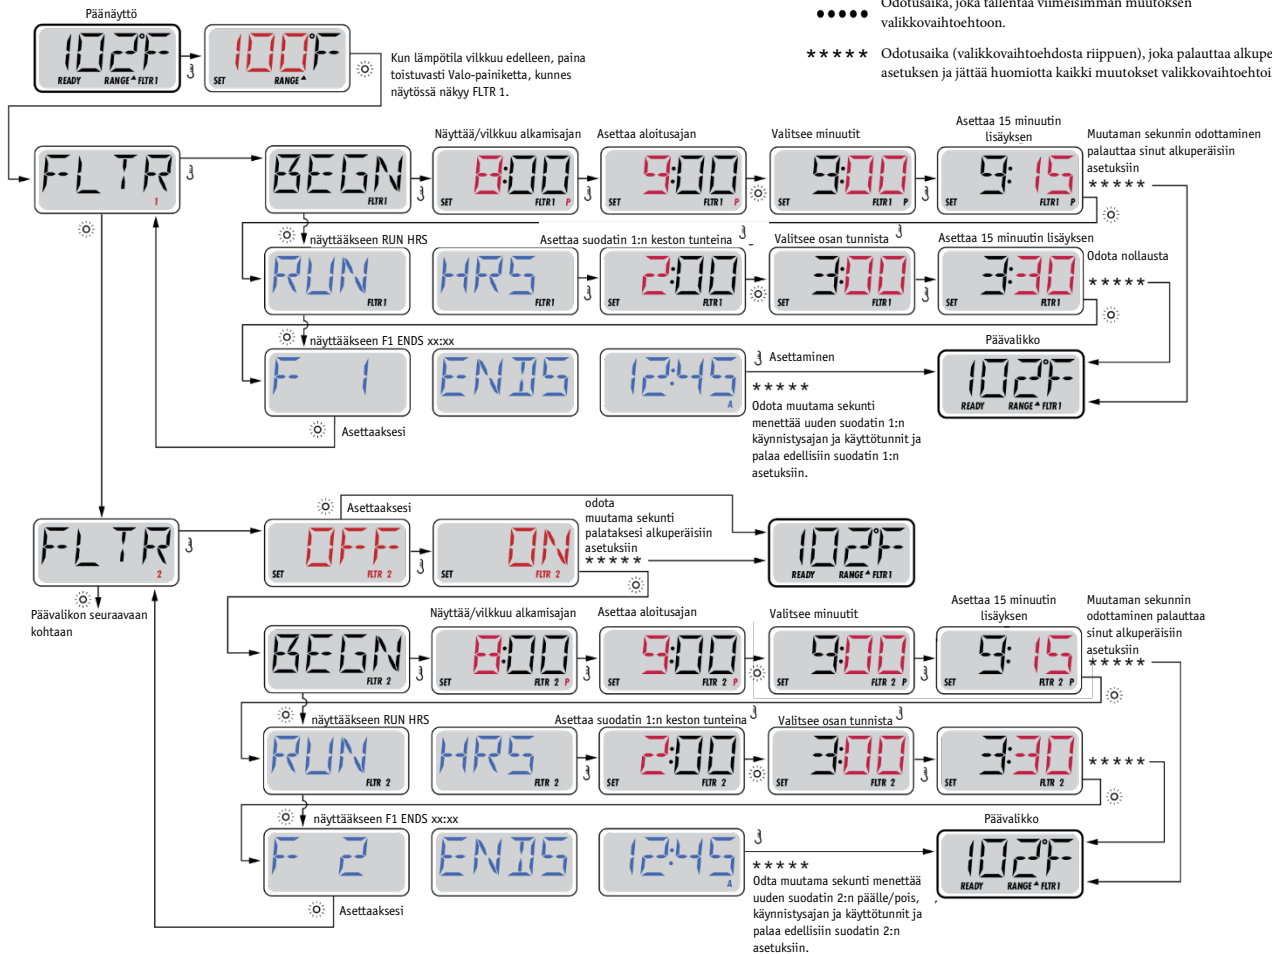 Odotusaika, joka tallentaa viimeisimmän muutoksen
valikkovaihtoehtoon.
***** Odotusaika (valikkovaihtoehdosta riippuen), joka palauttaa alkupe
asetuksen ja jättää huomiotta kaikki muutokset valikkovaihtoehtoi
Päänäyttö
102°F
READY RANGE FLTR1
100°F
SET RANGE
Kun lämpötila vilkkuu edelleen, paina
toistuvasti Valo-painiketta, kunnes
näytössä näkyy FLTR 1.
Näyttää/vilkkuu alkamisajan
Asettaa aloitusajan
Valitsee minuutit
Asettaa 15 minuutin
lisäyksen
Muutaman sekunnin odottaminen
palauttaa sinut alkuperäisiin
asetuksiin
*****
FLTR
1
BEGN
FLTR1
8:00
SET FLTR1 P
9:00
SET FLTR1 P
9:00
SET FLTR1 P
9:15
SET FLTR1 P
näyttääkseen RUN HRS
Asettaa suodatin 1:n keston tunteina
Valitsee osan tunnista
Asettaa 15 minuutin lisäyksen
Odota nollausta
*****
RUN
FLTR1
HRS
FLTR1
2:00
SET FLTR1
3:00
SET FLTR1
3:30
SET FLTR1
näyttääkseen F1 ENDS xx:xx
Päävalikko
F 1
ENDS
12:45
A
Asettaminen
*****
Odota muutama sekunti
menettää uuden suodatin 1:n
käynnistysajan ja käyttötunnit ja
palaa edellisiin suodatin 1:n
asetuksiin.
102°F
READY RANGE FLTR1
Asettaaksesi
Asettaaksesi
odota
muutama sekunti
palataksesi alkuperäisiin
asetuksiin
*****
FLTR
2
OFF
SET FLTR 2
ON
SET FLTR 2
102°F
READY RANGE FLTR1
Päävalikon seuraavaan
kohtaan
Näyttää/vilkkuu alkamisajan
Asettaa aloitusajan
Valitsee minuutit
Asettaa 15 minuutin
lisäyksen
Muutaman sekunnin
odottaminen palauttaa
sinut alkuperäisiin
asetuksiin
*****
BEGN
FLTR 2
8:00
SET FLTR 2 P
9:00
SET FLTR 2 P
9:00
SET FLTR 2 P
9:15
SET FLTR 2 P
näyttääkseen RUN HRS
Asettaa suodatin 1:n keston tunteina
Valitsee osan tunnista
RUN
FLTR 2
HRS
FLTR 2
2:00
SET FLTR 2
3:00
SET FLTR 2
3:30
SET FLTR 2
*****
näyttääkseen F1 ENDS xx:xx
Päävalikko
F 2
ENDS
12:45
A
*****
Odta muutama sekunti menettää
uuden suodatin 2:n päälle/pois,
käynnistysajan ja käyttötunnit ja
palaa edellisiin suodatin 2:n
asetuksiin.
102°F
READY RANGE FLTR1
Asettaaksesi